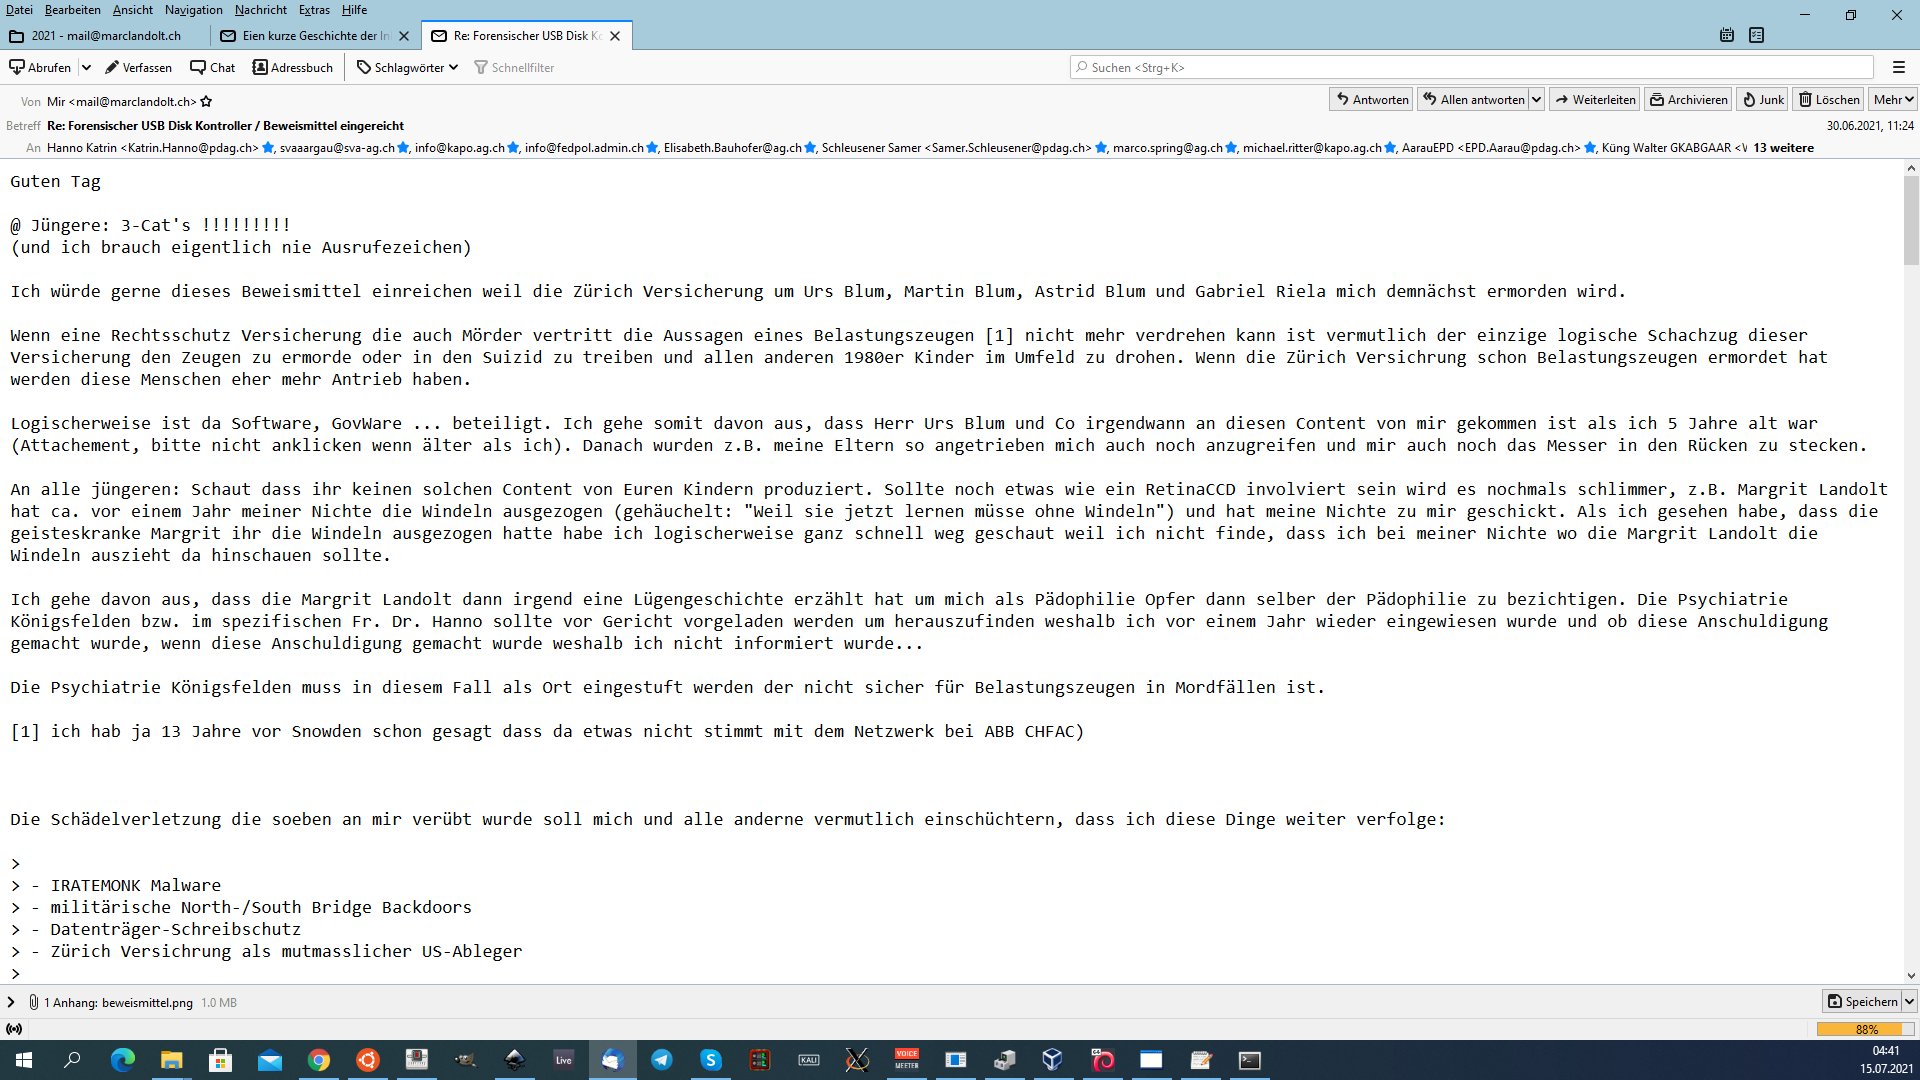 Datei Bearbeiten Ansicht Navigation Nachricht Extras Hilfe
2021 - mail@marclandolt.ch
Eien kurze Geschichte der In
Re: Forensischer USB Disk Ko
Abrufen Verfassen Chat Adressbuch Schlagwörter Schnellfilter
Suchen <Strg+K>
Von Mir <mail@marclandolt.ch>
Antworten Allen antworten Weiterleiten Archivieren Junk Löschen Mehr
Betreff Re: Forensischer USB Disk Kontroller / Beweismittel eingereicht
30.06.2021, 11:24
An Hanno Katrin <Katrin.Hanno@pdag.ch>, svaaargau@sva-ag.ch, info@kapo.ag.ch, info@fedpol.admin.ch, Elisabeth.Bauhofer@ag.ch, Schleusener Samer <Samer.Schleusener@pdag.ch>, marco.spring@ag.ch, michael.ritter@kapo.ag.ch, AarauEPD <EPD.Aarau@pdag.ch>, Küng Walter GKABGAAR <V 13 weitere
Guten Tag
@ Jüngere: 3-Cat's !!!!!!!!!
(und ich brauch eigentlich nie Ausrufezeichen)
Ich würde gerne dieses Beweismittel einreichen weil die Zürich Versicherung um Urs Blum, Martin Blum, Astrid Blum und Gabriel Riela mich demnächst ermorden wird.
Wenn eine Rechtsschutz Versicherung die auch Mörder vertritt die Aussagen eines Belastungszeugen [1] nicht mehr verdrehen kann ist vermutlich der einzige logische Schachzug dieser
Versicherung den Zeugen zu ermorde oder in den Suizid zu treiben und allen anderen 1980er Kinder im Umfeld zu drohen. Wenn die Zürich Versichrung schon Belastungszeugen ermordet hat
werden diese Menschen eher mehr Antrieb haben.
Logischerweise ist da Software, GovWare ... beteiligt. Ich gehe somit davon aus, dass Herr Urs Blum und Co irgendwann an diesen Content von mir gekommen ist als ich 5 Jahre alt war
(Attachement, bitte nicht anklicken wenn älter als ich). Danach wurden z.B. meine Eltern so angetrieben mich auch noch anzugreifen und mir auch noch das Messer in den Rücken zu stecken.
An alle jüngeren: Schaut dass ihr keinen solchen Content von Euren Kindern produziert. Sollte noch etwas wie ein RetinaCCD involviert sein wird es nochmals schlimmer, z.B. Margrit Landolt
hat ca. vor einem Jahr meiner Nichte die Windeln ausgezogen (gehäuchelt: "Weil sie jetzt lernen müsse ohne Windeln") und hat meine Nichte zu mir geschickt. Als ich gesehen habe, dass die
geisteskranke Margrit ihr die Windeln ausgezogen hatte habe ich logischerweise ganz schnell weg geschaut weil ich nicht finde, dass ich bei meiner Nichte wo die Margrit Landolt die
Windeln auszieht da hinschauen sollte.
Ich gehe davon aus, dass die Margrit Landolt dann irgend eine Lügengeschichte erzählt hat um mich als Pädophilie Opfer dann selber der Pädophilie zu bezichtigen. Die Psychiatrie
Königsfelden bzw. im spezifischen Fr. Dr. Hanno sollte vor Gericht vorgeladen werden um herauszufinden weshalb ich vor einem Jahr wieder eingewiesen wurde und ob diese Anschuldigung
gemacht wurde, wenn diese Anschuldigung gemacht wurde weshalb ich nicht informiert wurde...
Die Psychiatrie Königsfelden muss in diesem Fall als Ort eingestuft werden der nicht sicher für Belastungszeugen in Mordfällen ist.
[1] ich hab ja 13 Jahre vor Snowden schon gesagt dass da etwas nicht stimmt mit dem Netzwerk bei ABB CHFAC)
Die Schädelverletzung die soeben an mir verübt wurde soll mich und alle anderne vermutlich einschüchtern, dass ich diese Dinge weiter verfolge:
>
> - IRATEMONK Malware
> - militärische North-/South Bridge Backdoors
> - Datenträger-Schreibschutz
> - Zürich Versichrung als mutmasslicher US-Ableger
>
1 Anhang: beweismittel.png 1.0 MB
Speichern
88%
Live
KALI
VOICE
MEETER
04:41
15.07.2021